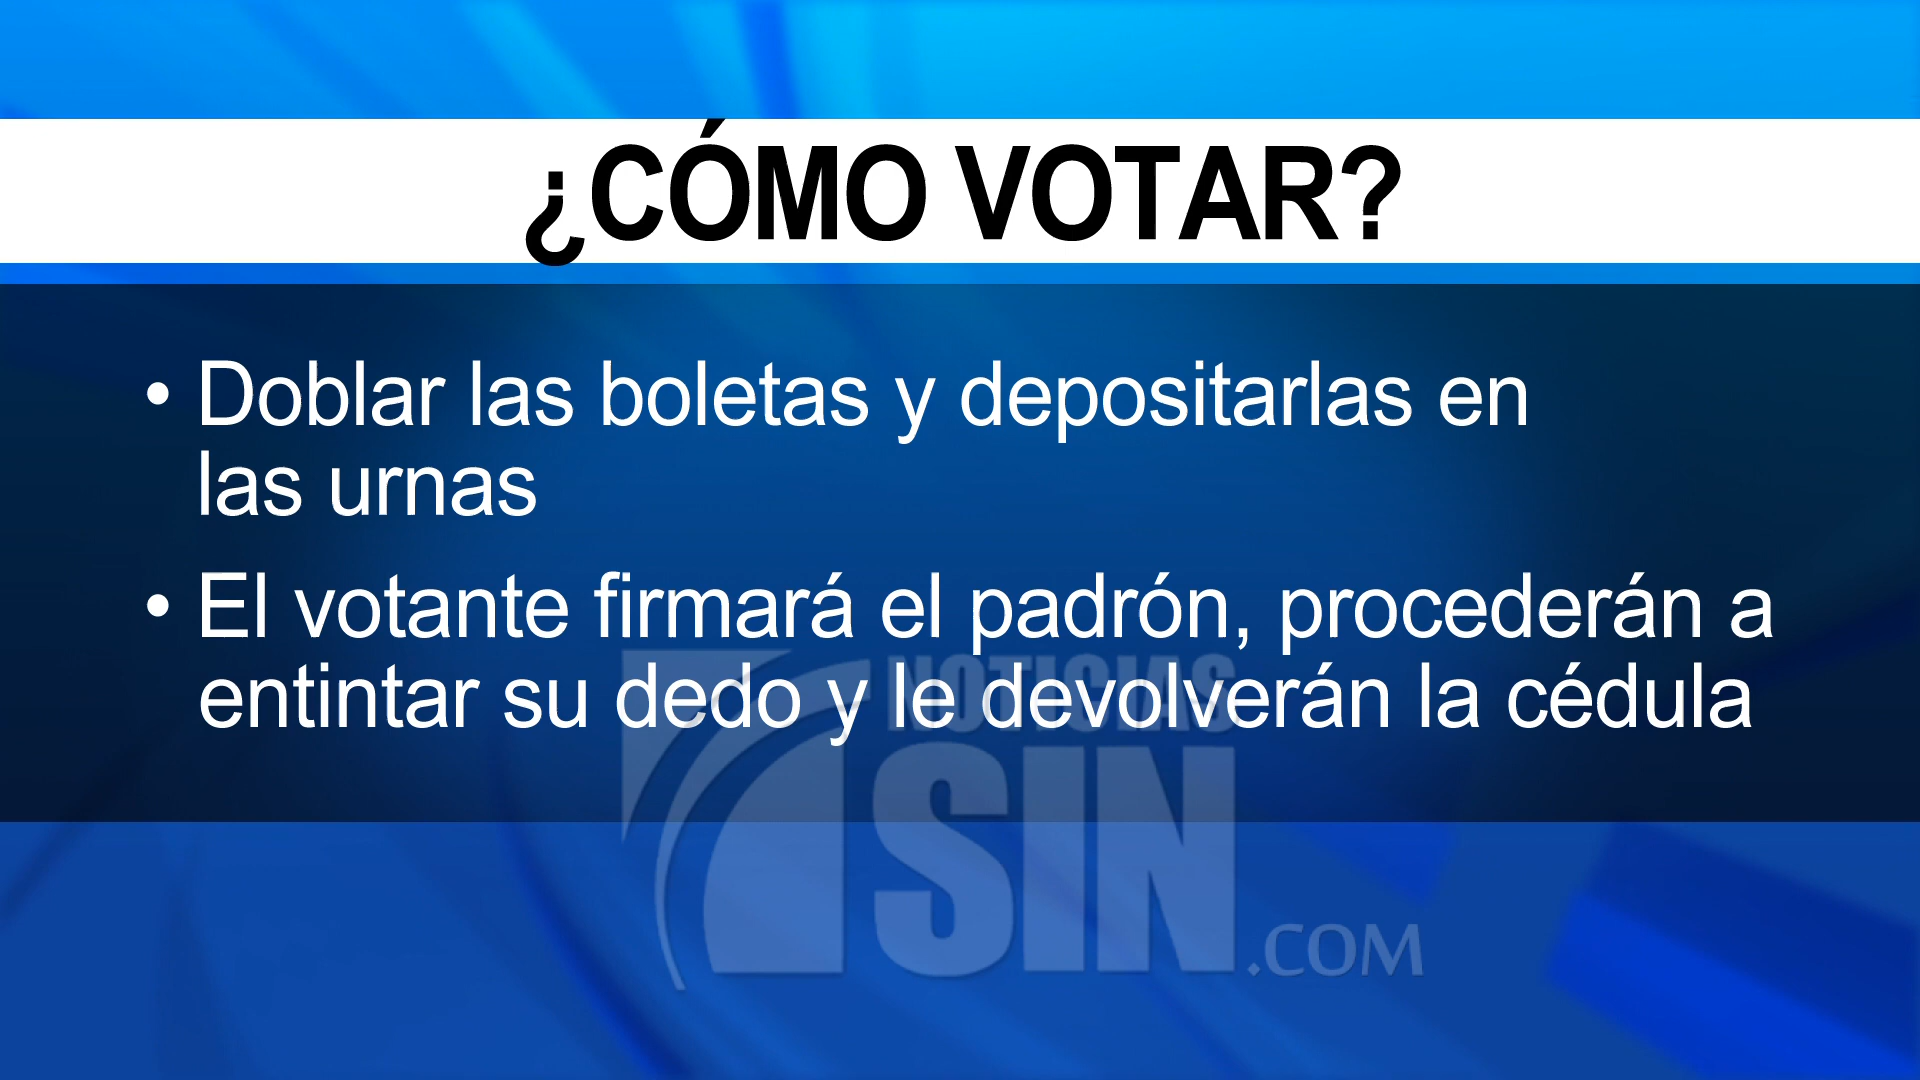 ¿CÓMO VOTAR?
• Doblar las boletas y depositarlas en
las urnas
• El votante firmará el padrón, procederán a
entintar su dedo y le devolverán la cédula
NOTICIAS
SIN
.COM